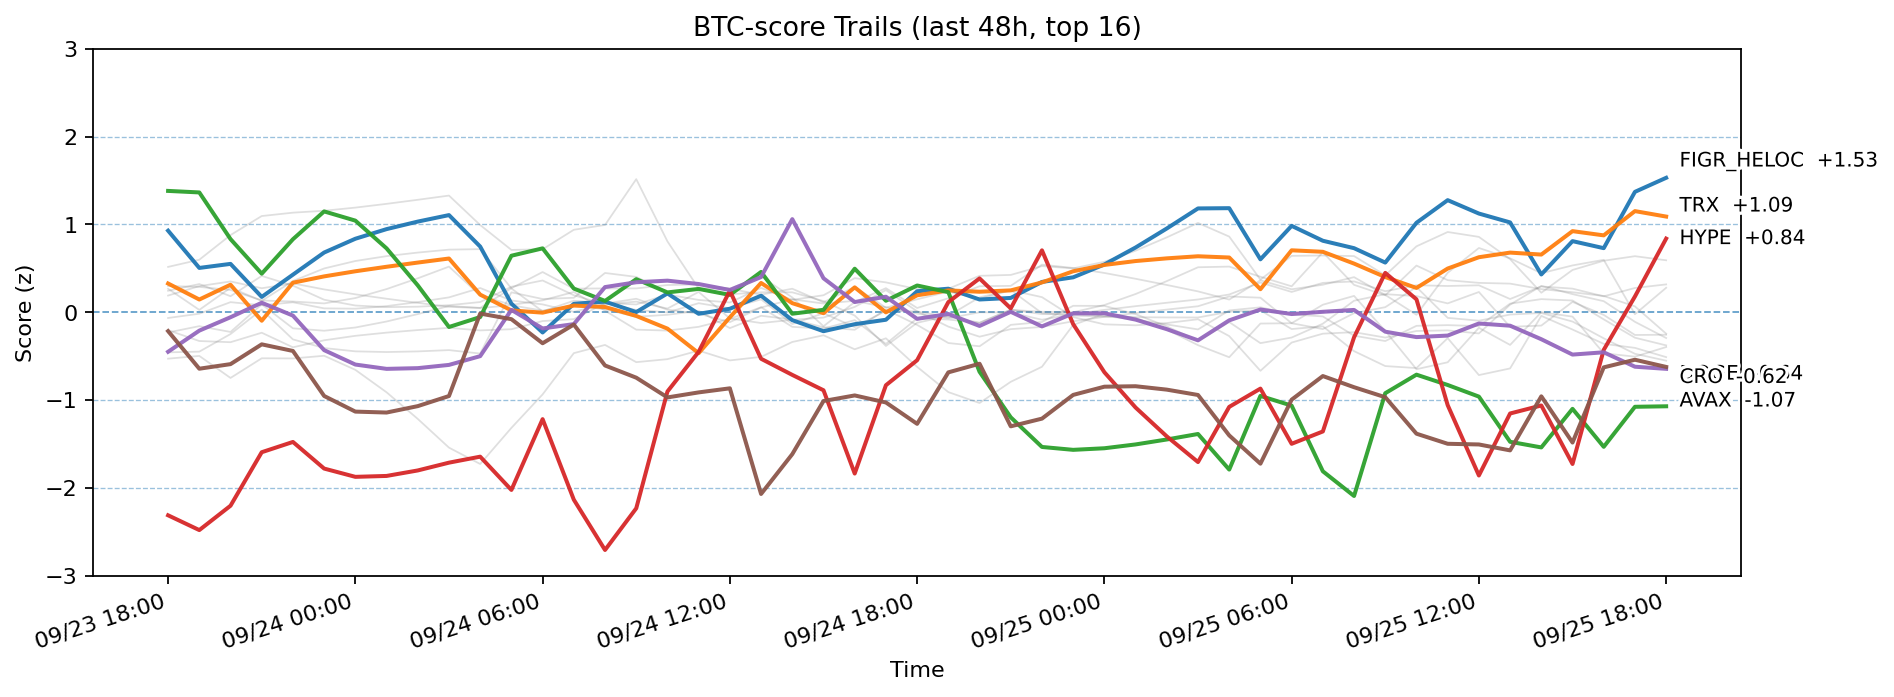 BTC-score Trails (last 48h, top 16)
Score (z)
3
2
1
0
−1
−2
−3
FIGR_HELOC +1.53
TRX +1.09
HYPE +0.84
CRO -0.62
AVAX -1.07
09/23 18:00
09/24 00:00
09/24 06:00
09/24 12:00
09/24 18:00
09/25 00:00
09/25 06:00
09/25 12:00
09/25 18:00
Time